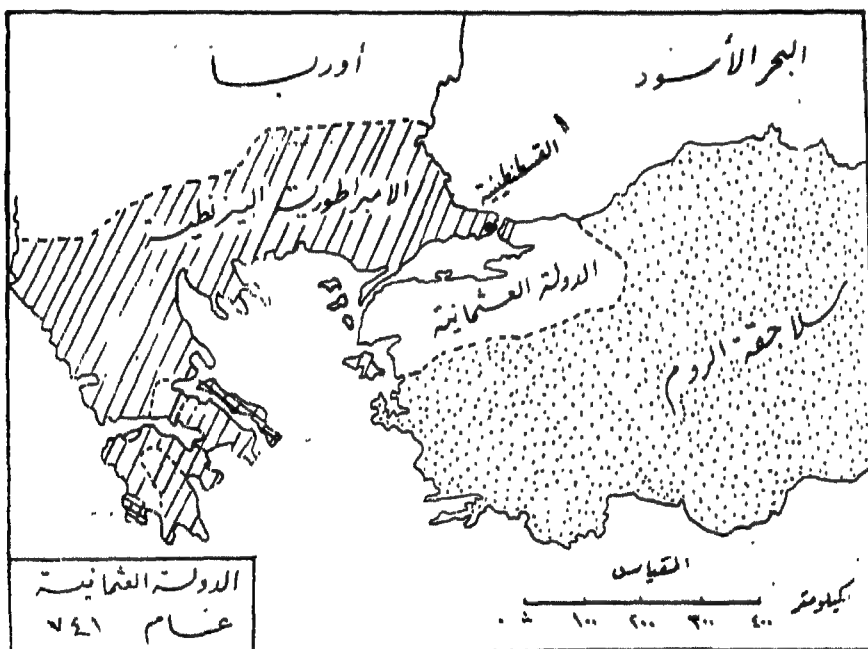 البحر الأسود
أوربا
القسطنطينية
الامبراطورية البيزنطية
الدولة العثمانية
سلاجقة الروم
المقياس
كيلومتر
٠ ١٠٠ ٢٠٠ ٣٠٠ ٤٠٠
الدولة العثمانية
عام ٧٤١